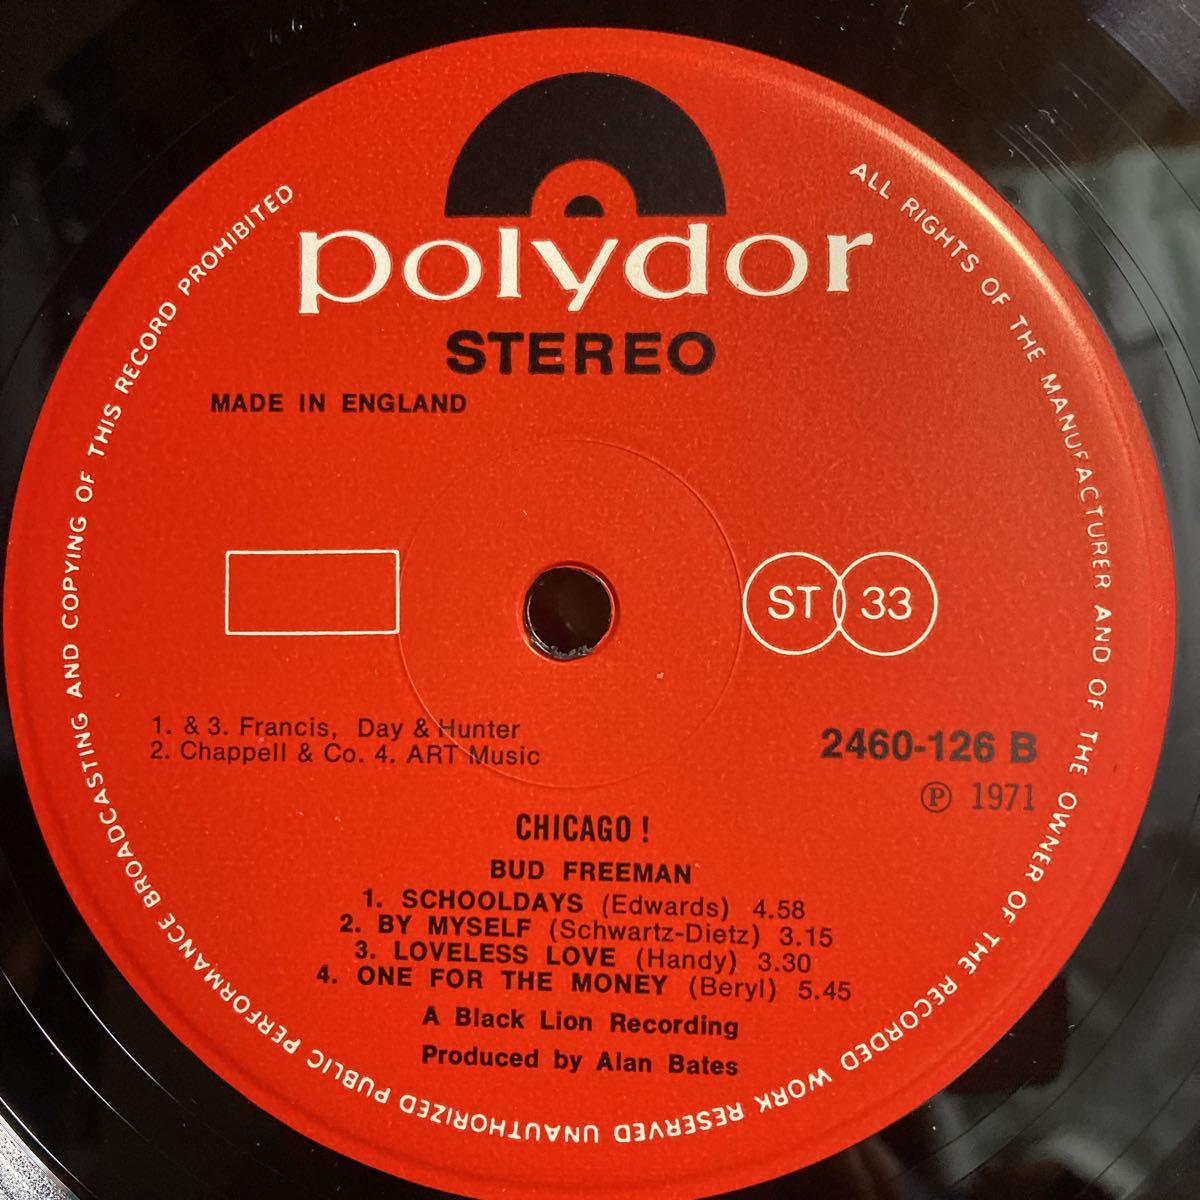 polydor
STEREO
MADE IN ENGLAND
ST 33
1. & 3. Francis, Day & Hunter
2. Chappell & Co. 4. ART Music
2460-126 B
℗ 1971
CHICAGO !
BUD FREEMAN
1. SCHOOLDAYS (Edwards) 4.58
2. BY MYSELF (Schwartz-Dietz) 3.15
3. LOVELESS LOVE (Handy) 3.30
4. ONE FOR THE MONEY (Beryl) 5.45
A Black Lion Recording
Produced by Alan Bates
ALL RIGHTS OF THE MANUFACTURER AND OF THE OWNER OF THE RECORDED WORK RESERVED UNAUTHORIZED PUBLIC PERFORMANCE BROADCASTING AND COPYING OF THIS RECORD PROHIBITED